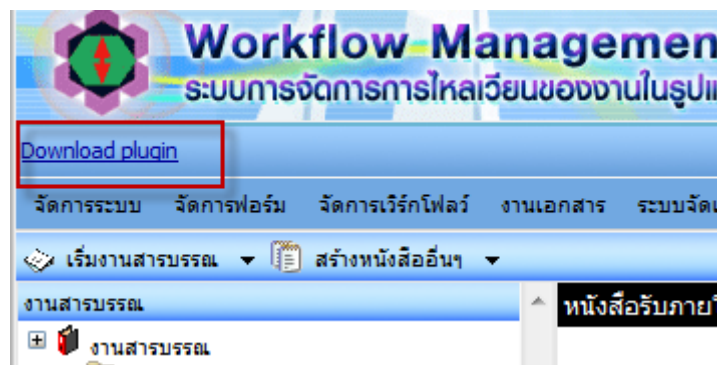 Workflow Managemen
ระบบการจัดการการไหลเวียนของงานในรูปแ
Download plugin
จัดการระบบ จัดการฟอร์ม จัดการเวิร์กโฟลว์ งานเอกสาร ระบบจัดเ
เริ่มงานสารบรรณ สร้างหนังสืออื่นๆ
งานสารบรรณ
หนังสือรับภายใ
งานสารบรรณ